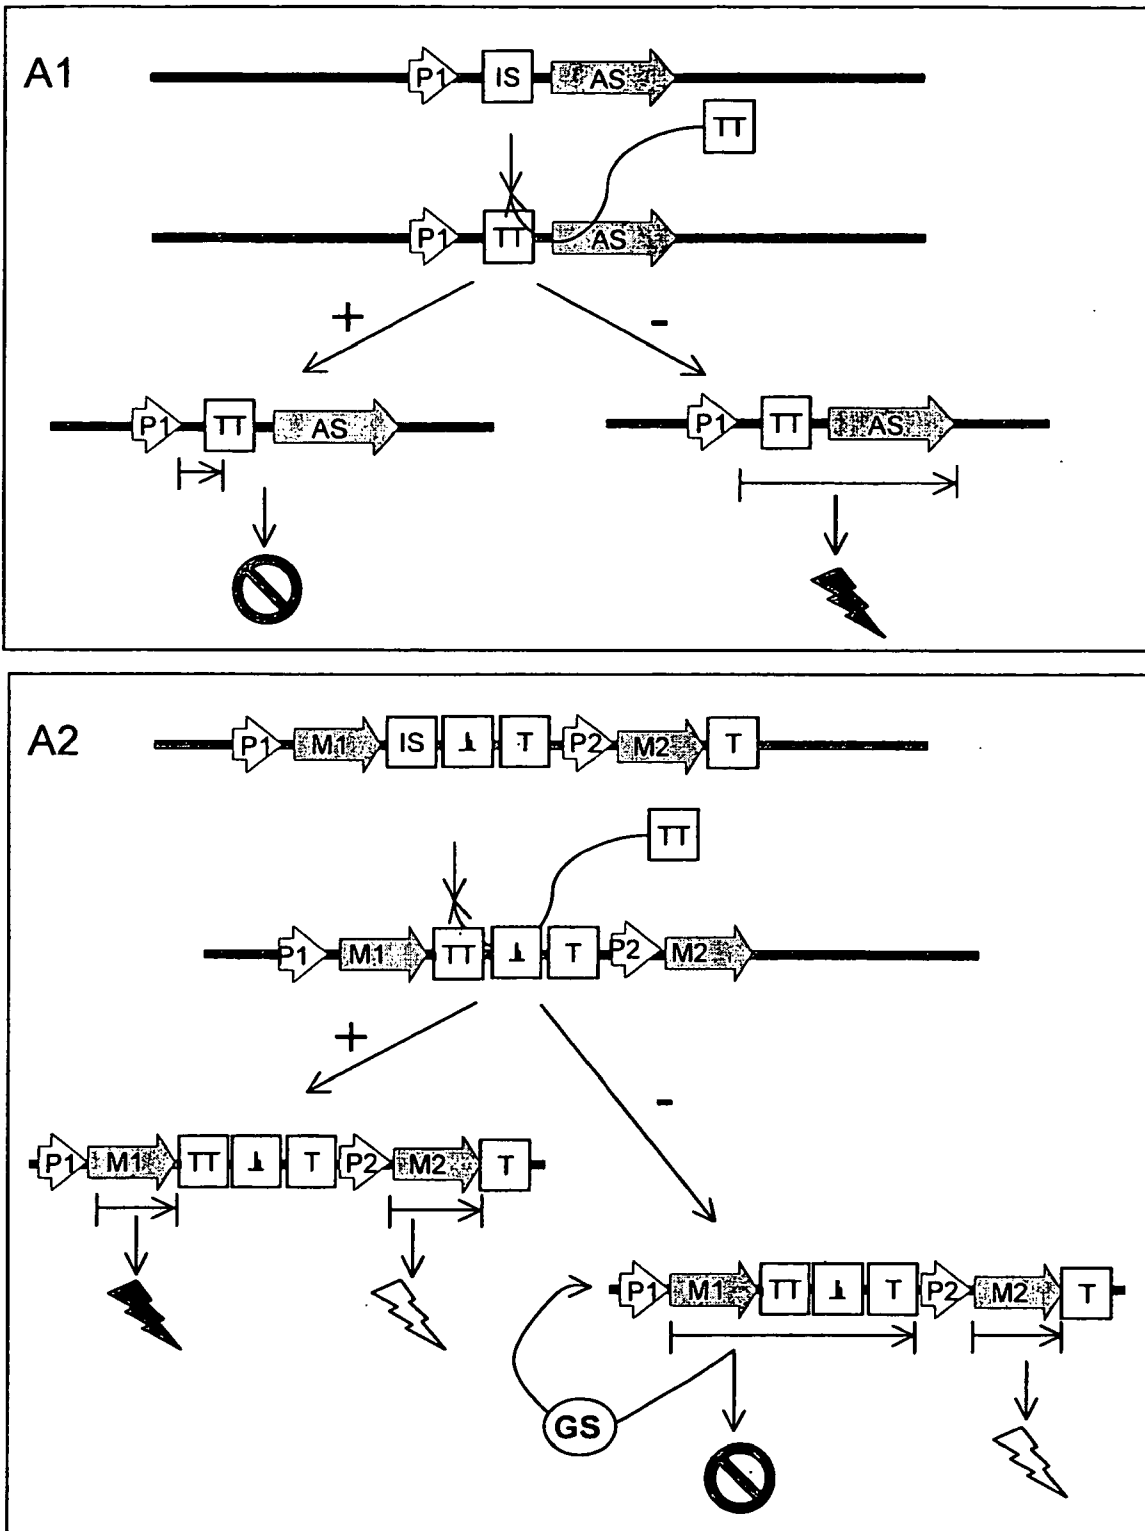 A1
P1 IS AS
TT
P1 TT AS
+ -
P1 TT AS P1 TT AS
A2
P1 M1 IS ⊥ T P2 M2 T
TT
P1 M1 TT ⊥ T P2 M2
+
-
P1 M1 TT ⊥ T P2 M2 T
P1 M1 TT ⊥ T P2 M2 T
GS